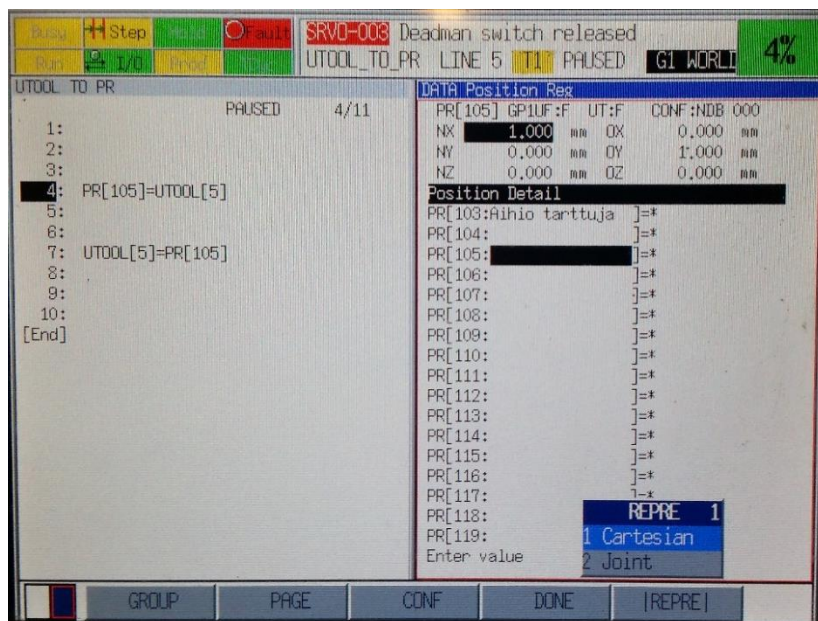 Busy Step Hold Fault
Run I/O Prod TCyc
SRVO-003 Deadman switch released
UTOOL_TO_PR LINE 5 T1 PAUSED G1 WORLD
4%
UTOOL TO PR
PAUSED 4/11
1:
2:
3:
4: PR[105]=UTOOL[5]
5:
6:
7: UTOOL[5]=PR[105]
8:
9:
10:
[End]
DATA Position Reg
PR[105] GP1UF:F UT:F CONF:NDB 000
NX 1.000 mm OX 0.000 mm
NY 0.000 mm OY 1.000 mm
NZ 0.000 mm OZ 0.000 mm
Position Detail
PR[103:Aihio tarttuja ]=*
PR[104: ]=*
PR[105: ]=*
PR[106: ]=*
PR[107: ]=*
PR[108: ]=*
PR[109: ]=*
PR[110: ]=*
PR[111: ]=*
PR[112: ]=*
PR[113: ]=*
PR[114: ]=*
PR[115: ]=*
PR[116: ]=*
PR[117: ]=*
PR[118:
PR[119:
Enter value
REPRE 1
1 Cartesian
2 Joint
GROUP PAGE CONF DONE |REPRE|